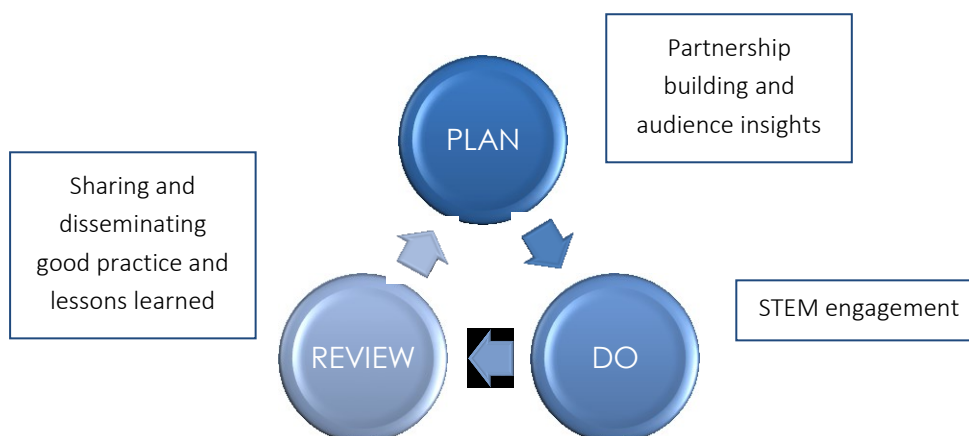 Partnership
building and
audience insights
PLAN
Sharing and
disseminating
good practice and
lessons learned
STEM engagement
REVIEW
DO